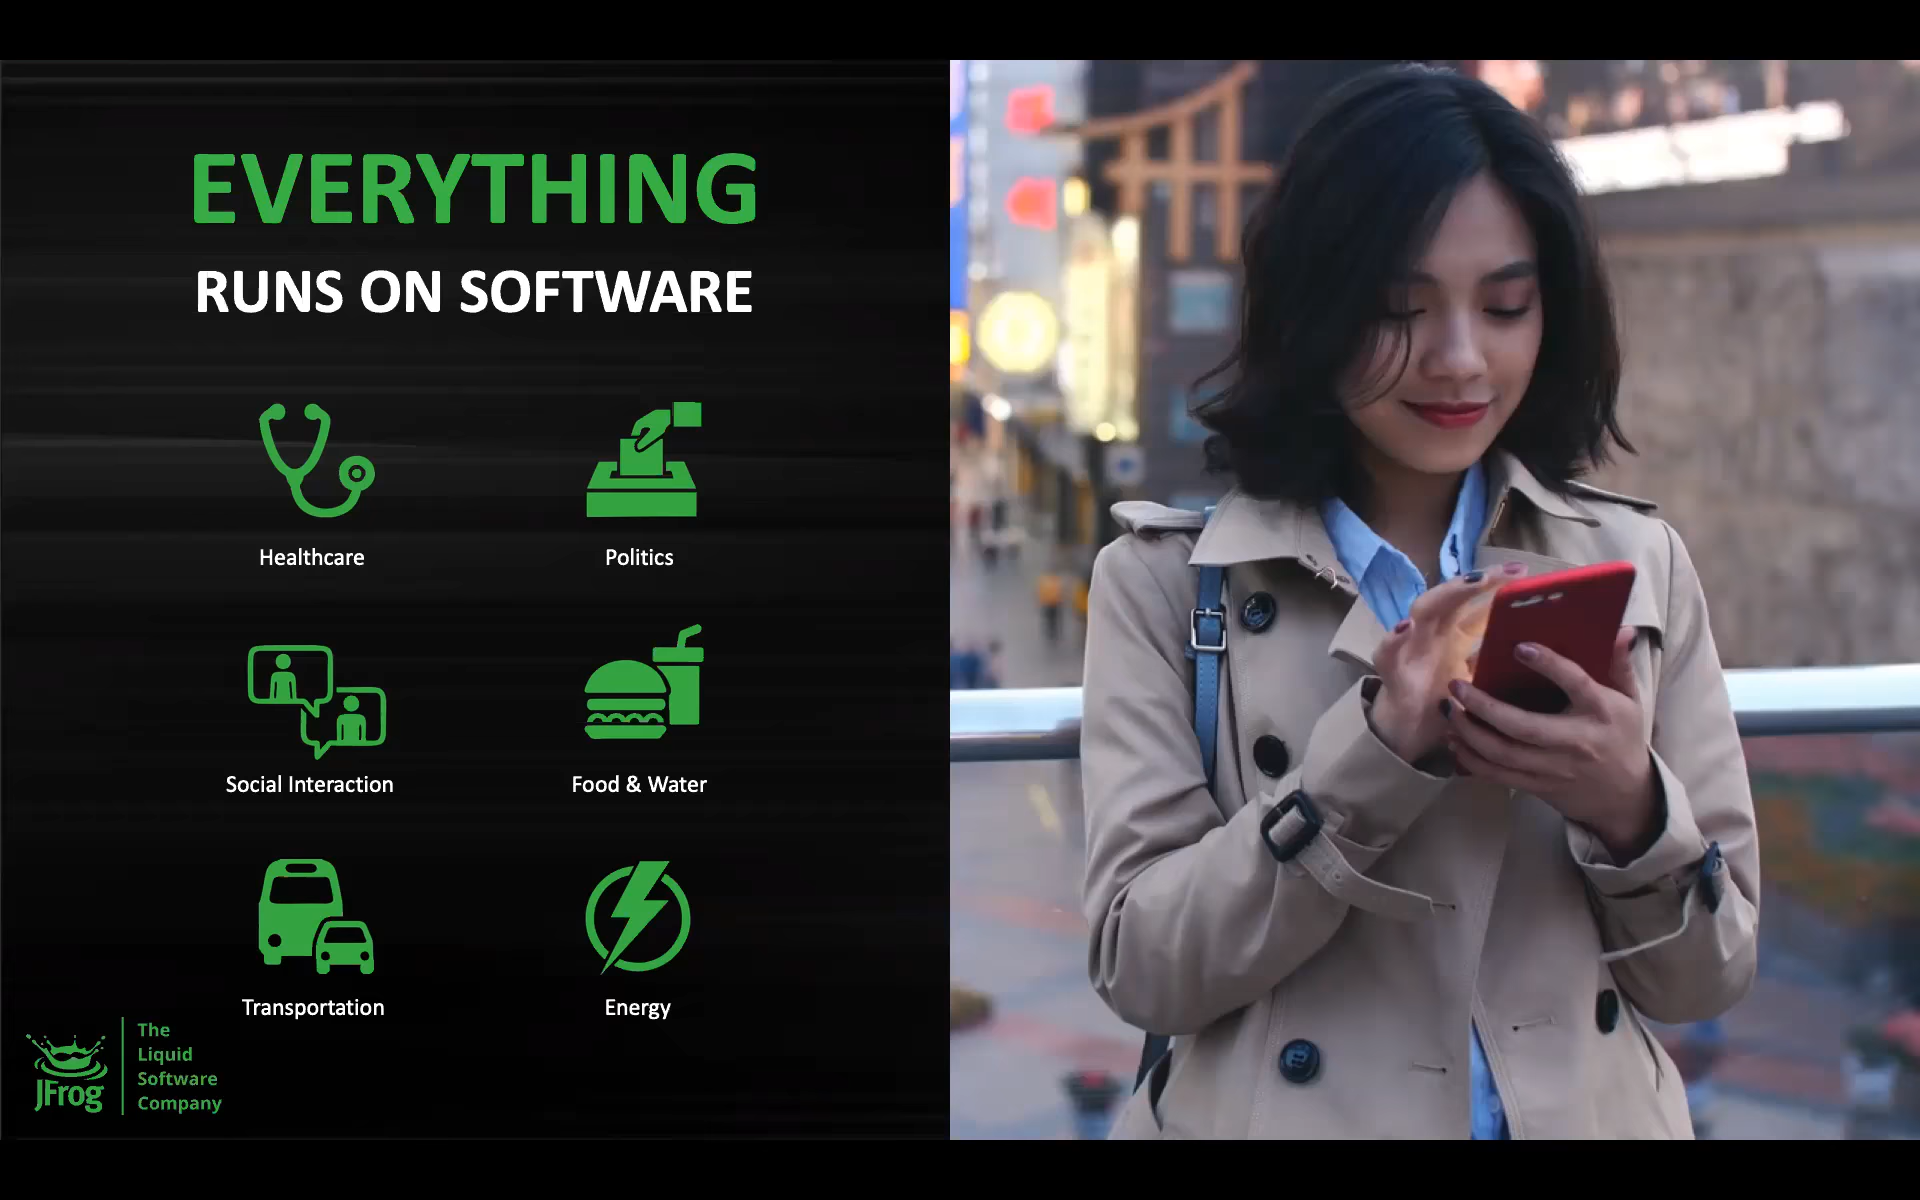 EVERYTHING
RUNS ON SOFTWARE
Healthcare
Politics
Social Interaction
Food & Water
Transportation
Energy
JFrog
The
Liquid
Software
Company